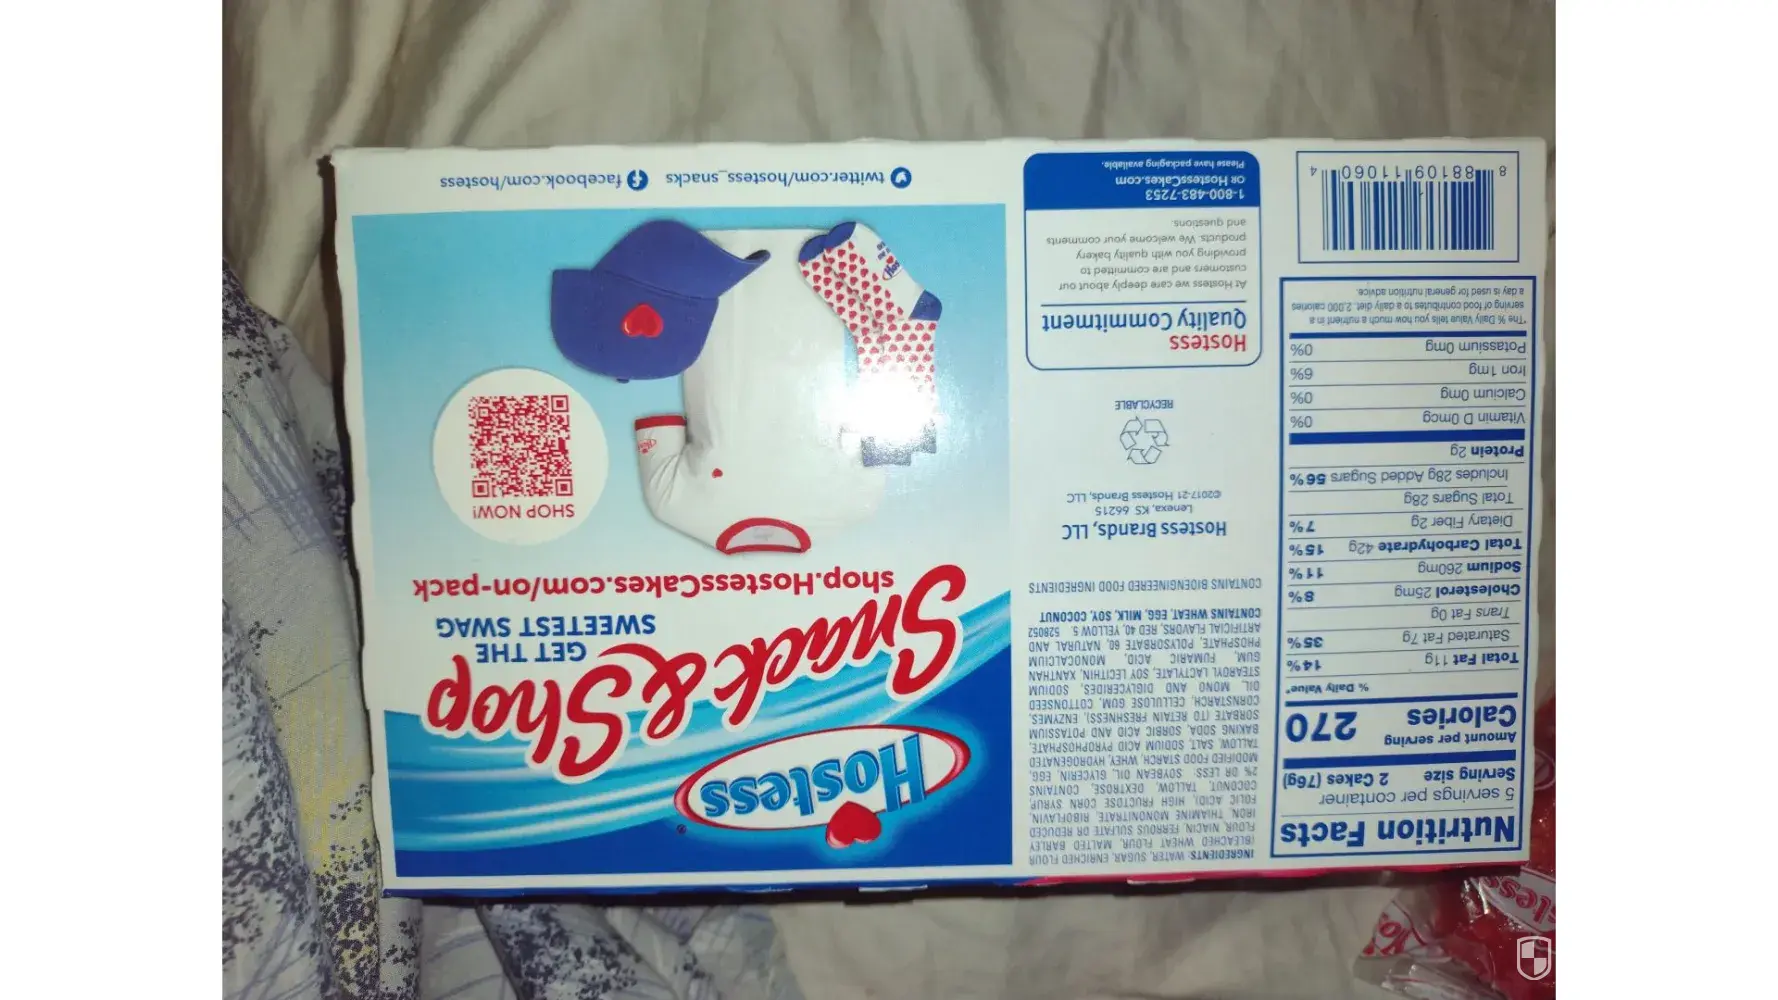 Nutrition Facts
5 servings per container
Serving size 2 Cakes (76g)
Amount per serving
Calories 270
% Daily Value*
Total Fat 11g 14%
Saturated Fat 7g 35%
Trans Fat 0g
Cholesterol 25mg 8%
Sodium 260mg 11%
Total Carbohydrate 42g 15%
Dietary Fiber 2g 7%
Total Sugars 28g
Includes 28g Added Sugars 56%
Protein 2g
Vitamin D 0mcg 0%
Calcium 0mg 0%
Iron 1mg 6%
Potassium 0mg 0%
*The % Daily Value tells you how much a nutrient in a
serving of food contributes to a daily diet. 2,000 calories
a day is used for general nutrition advice.
8 88109 11060 4
INGREDIENTS: WATER, SUGAR, ENRICHED FLOUR
(BLEACHED WHEAT FLOUR, MALTED BARLEY
FLOUR, NIACIN, FERROUS SULFATE OR REDUCED
IRON, THIAMINE MONONITRATE, RIBOFLAVIN,
FOLIC ACID), HIGH FRUCTOSE CORN SYRUP,
COCONUT, TALLOW, DEXTROSE, CONTAINS
2% OR LESS: SOYBEAN OIL, GLYCERIN, EGG,
MODIFIED FOOD STARCH, WHEY, HYDROGENATED
TALLOW, SALT, SODIUM ACID PYROPHOSPHATE,
BAKING SODA, SORBIC ACID AND POTASSIUM
SORBATE (TO RETAIN FRESHNESS), ENZYMES,
CORNSTARCH, CELLULOSE GUM, COTTONSEED
OIL, MONO AND DIGLYCERIDES, SODIUM
STEAROYL LACTYLATE, SOY LECITHIN, XANTHAN
GUM, FUMARIC ACID, MONOCALCIUM
PHOSPHATE, POLYSORBATE 60, NATURAL AND
ARTIFICIAL FLAVORS, RED 40, YELLOW 5. 528052
CONTAINS WHEAT, EGG, MILK, SOY, COCONUT
CONTAINS BIOENGINEERED FOOD INGREDIENTS
Hostess Brands, LLC
Lenexa, KS 66215
©2017-21 Hostess Brands, LLC
RECYCLABLE
Hostess
Quality Commitment
At Hostess we care deeply about our
customers and are committed to
providing you with quality bakery
products. We welcome your comments
and questions.
1-800-483-7253
OR HostessCakes.com
Please have packaging available.
Hostess
Snack & Shop
GET THE
SWEETEST SWAG
shop.HostessCakes.com/on-pack
SHOP NOW!
twitter.com/hostess_snacks facebook.com/hostess